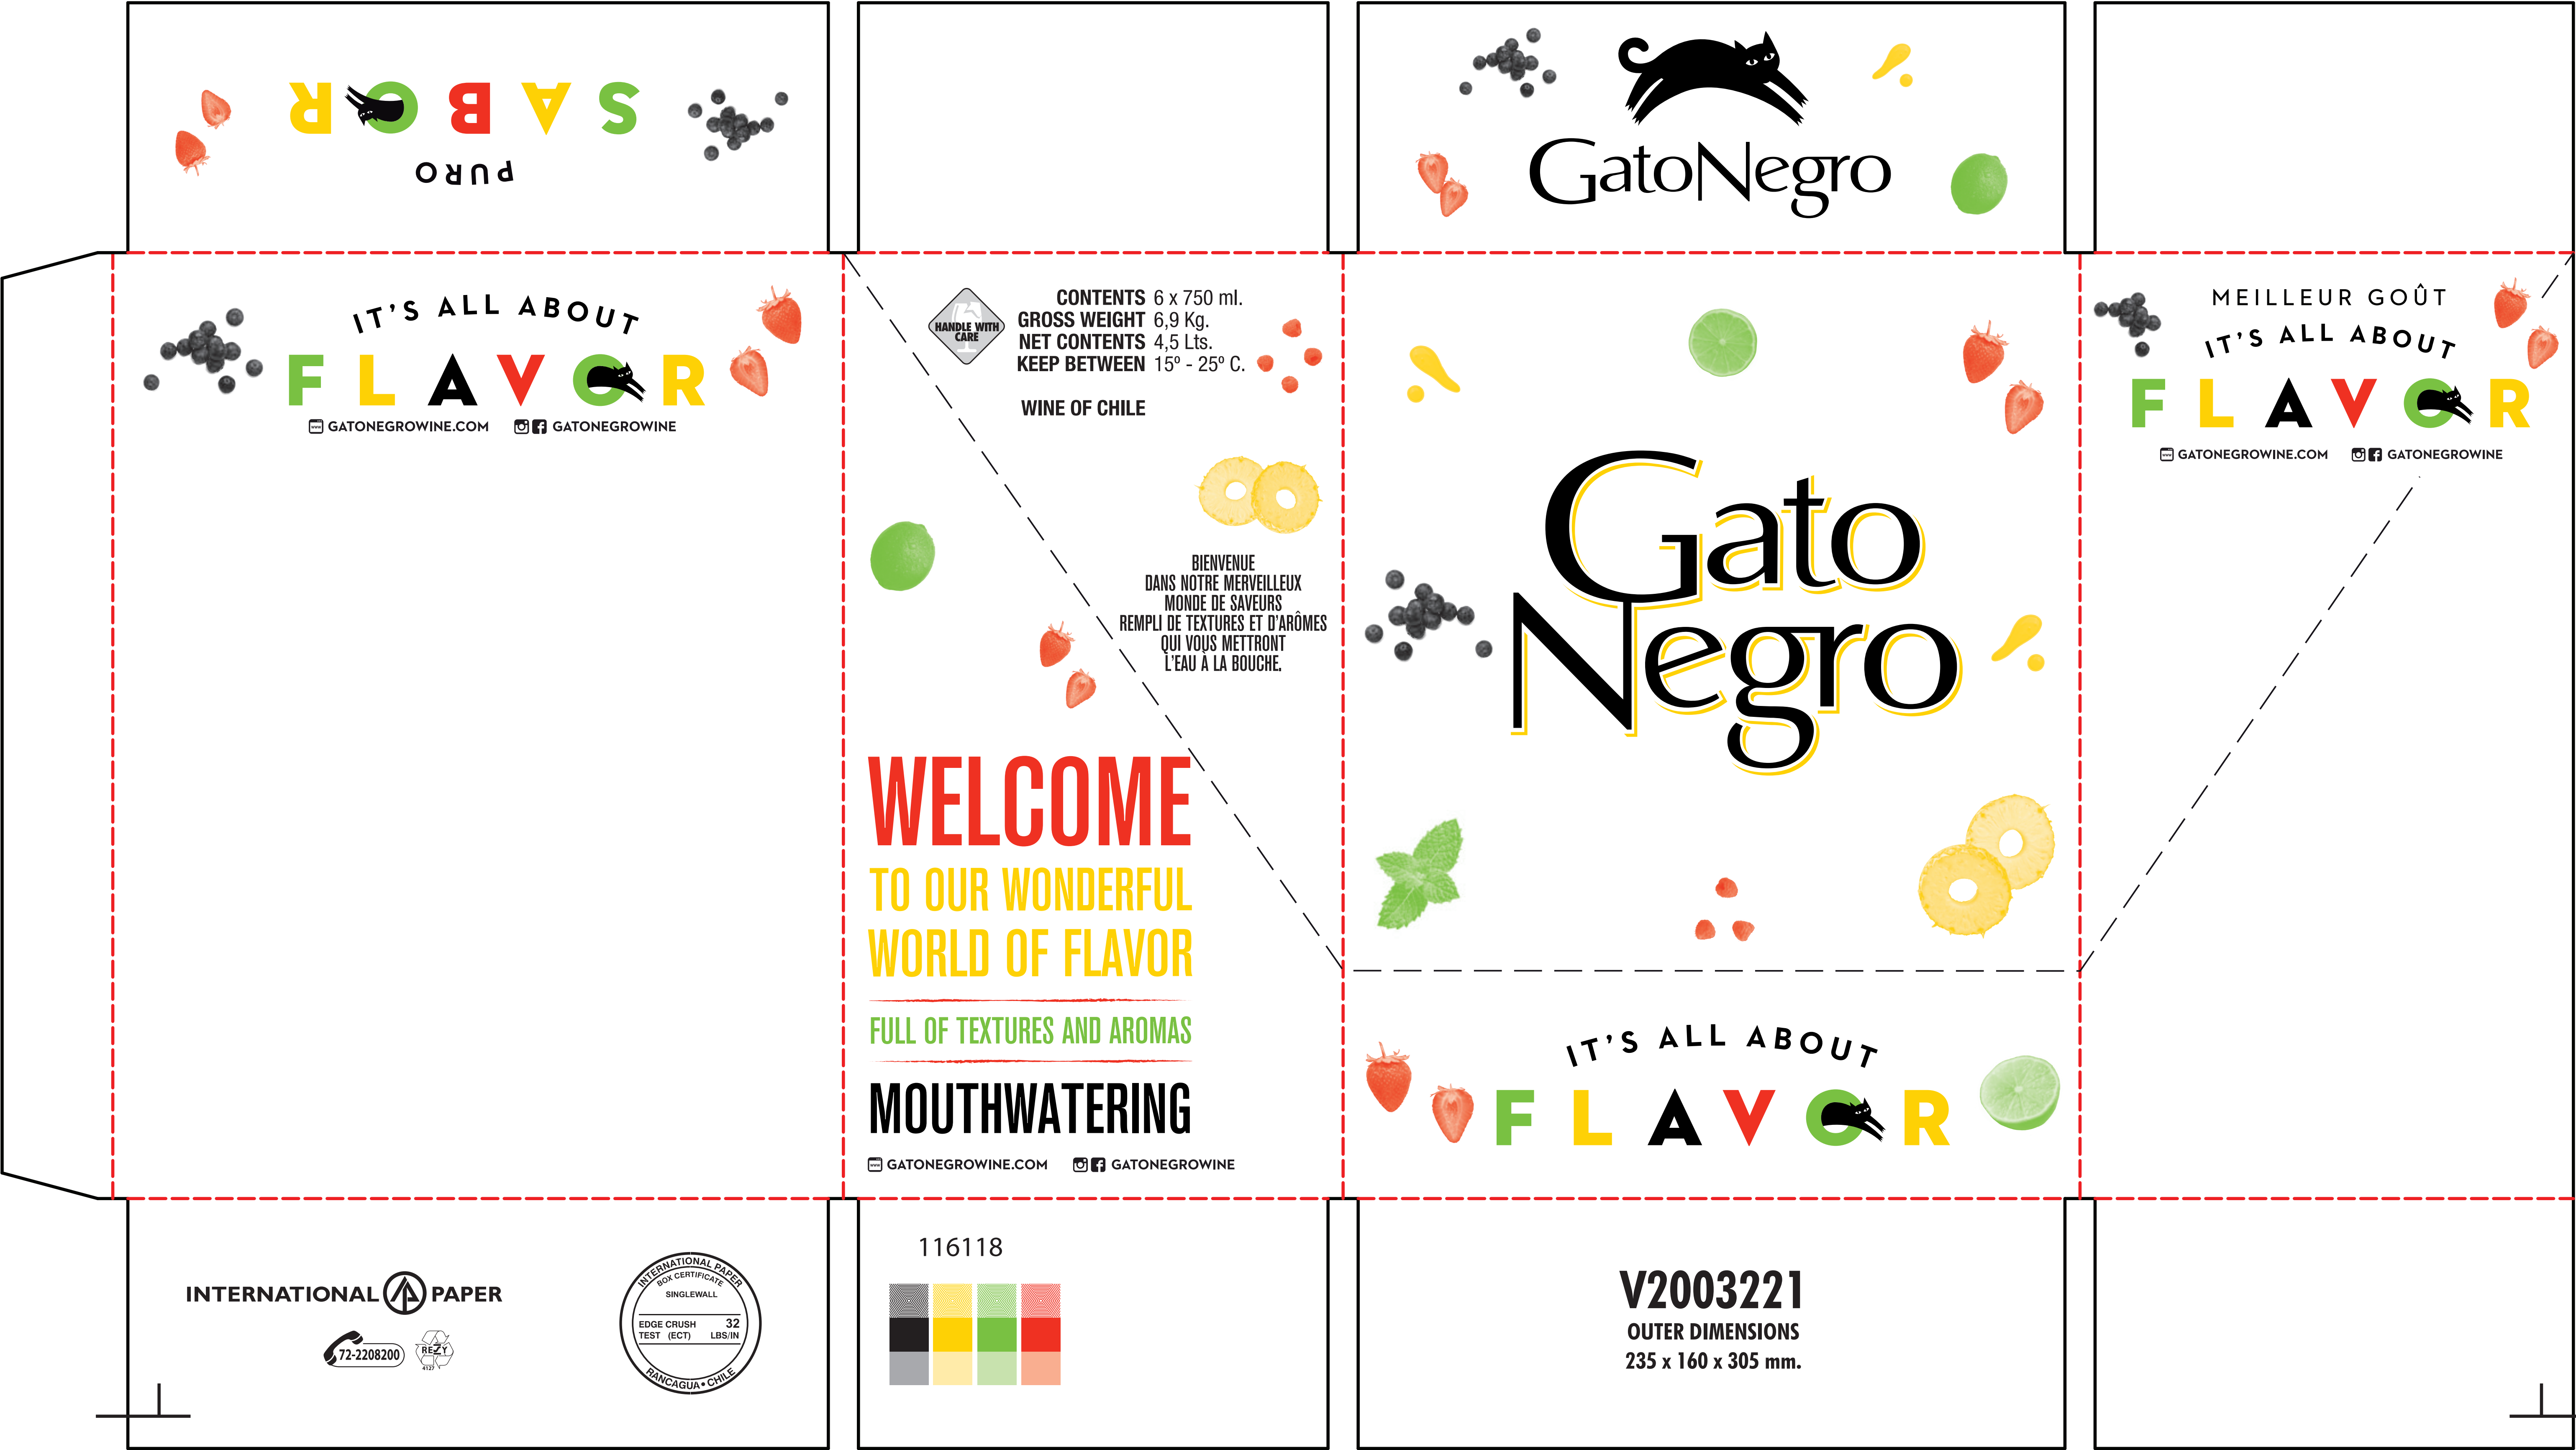 PURO
SABOR
GatoNegro
IT'S ALL ABOUT
FLAVOR
www GATONEGROWINE.COM GATONEGROWINE
HANDLE WITH
CARE
CONTENTS 6 x 750 ml.
GROSS WEIGHT 6,9 Kg.
NET CONTENTS 4,5 Lts.
KEEP BETWEEN 15º - 25º C.
WINE OF CHILE
BIENVENUE
DANS NOTRE MERVEILLEUX
MONDE DE SAVEURS
REMPLI DE TEXTURES ET D'ARÔMES
QUI VOUS METTRONT
L'EAU À LA BOUCHE.
WELCOME
TO OUR WONDERFUL
WORLD OF FLAVOR
FULL OF TEXTURES AND AROMAS
MOUTHWATERING
www GATONEGROWINE.COM GATONEGROWINE
Gato
Negro
IT'S ALL ABOUT
FLAVOR
MEILLEUR GOÛT
IT'S ALL ABOUT
FLAVOR
www GATONEGROWINE.COM GATONEGROWINE
INTERNATIONAL PAPER
72-2208200
REZY
4127
INTERNATIONAL PAPER
BOX CERTIFICATE
SINGLEWALL
EDGE CRUSH 32
TEST (ECT) LBS/IN
RANCAGUA • CHILE
116118
V2003221
OUTER DIMENSIONS
235 x 160 x 305 mm.